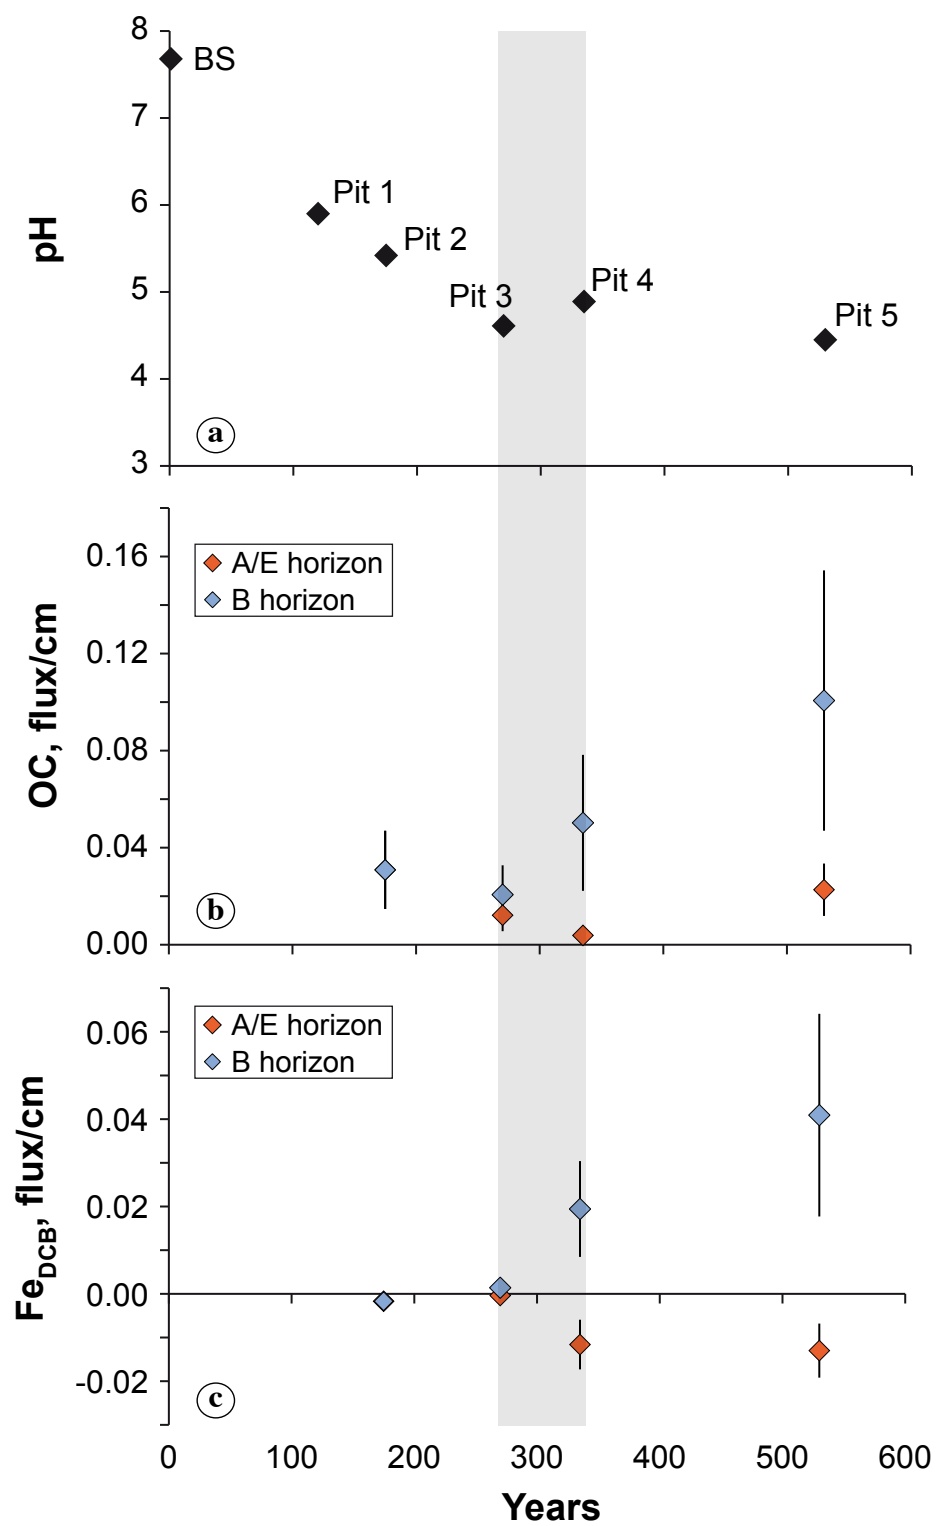 8
BS
7
Pit 1
6
Pit 2
pH
5
Pit 3
Pit 4
Pit 5
4
a
3
0.16
A/E horizon
B horizon
0.12
OC, flux/cm
0.08
0.04
b
0.00
A/E horizon
B horizon
0.06
0.04
FeDCB, flux/cm
0.02
0.00
-0.02
c
0 100 200 300 400 500 600
Years